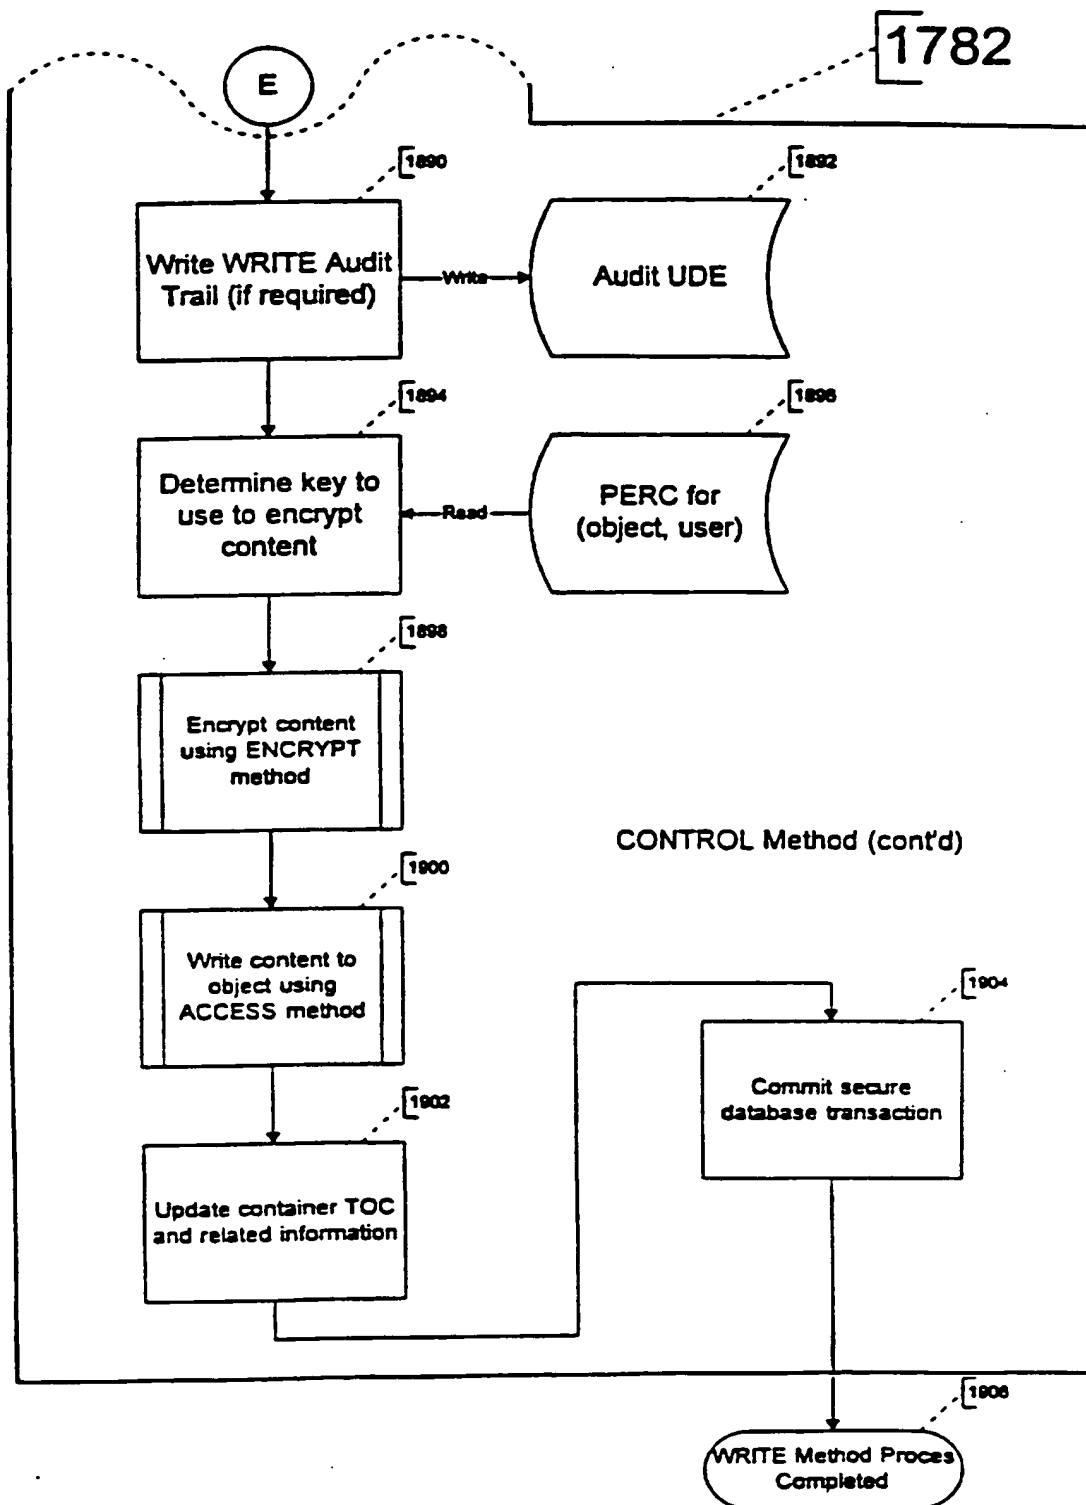 1782
E
1890
Write WRITE Audit
Trail (if required)
Write
1892
Audit UDE
1894
Determine key to
use to encrypt
content
Read
1896
PERC for
(object, user)
1898
Encrypt content
using ENCRYPT
method
CONTROL Method (cont'd)
1900
Write content to
object using
ACCESS method
1902
Update container TOC
and related information
1904
Commit secure
database transaction
1906
WRITE Method Proces
Completed